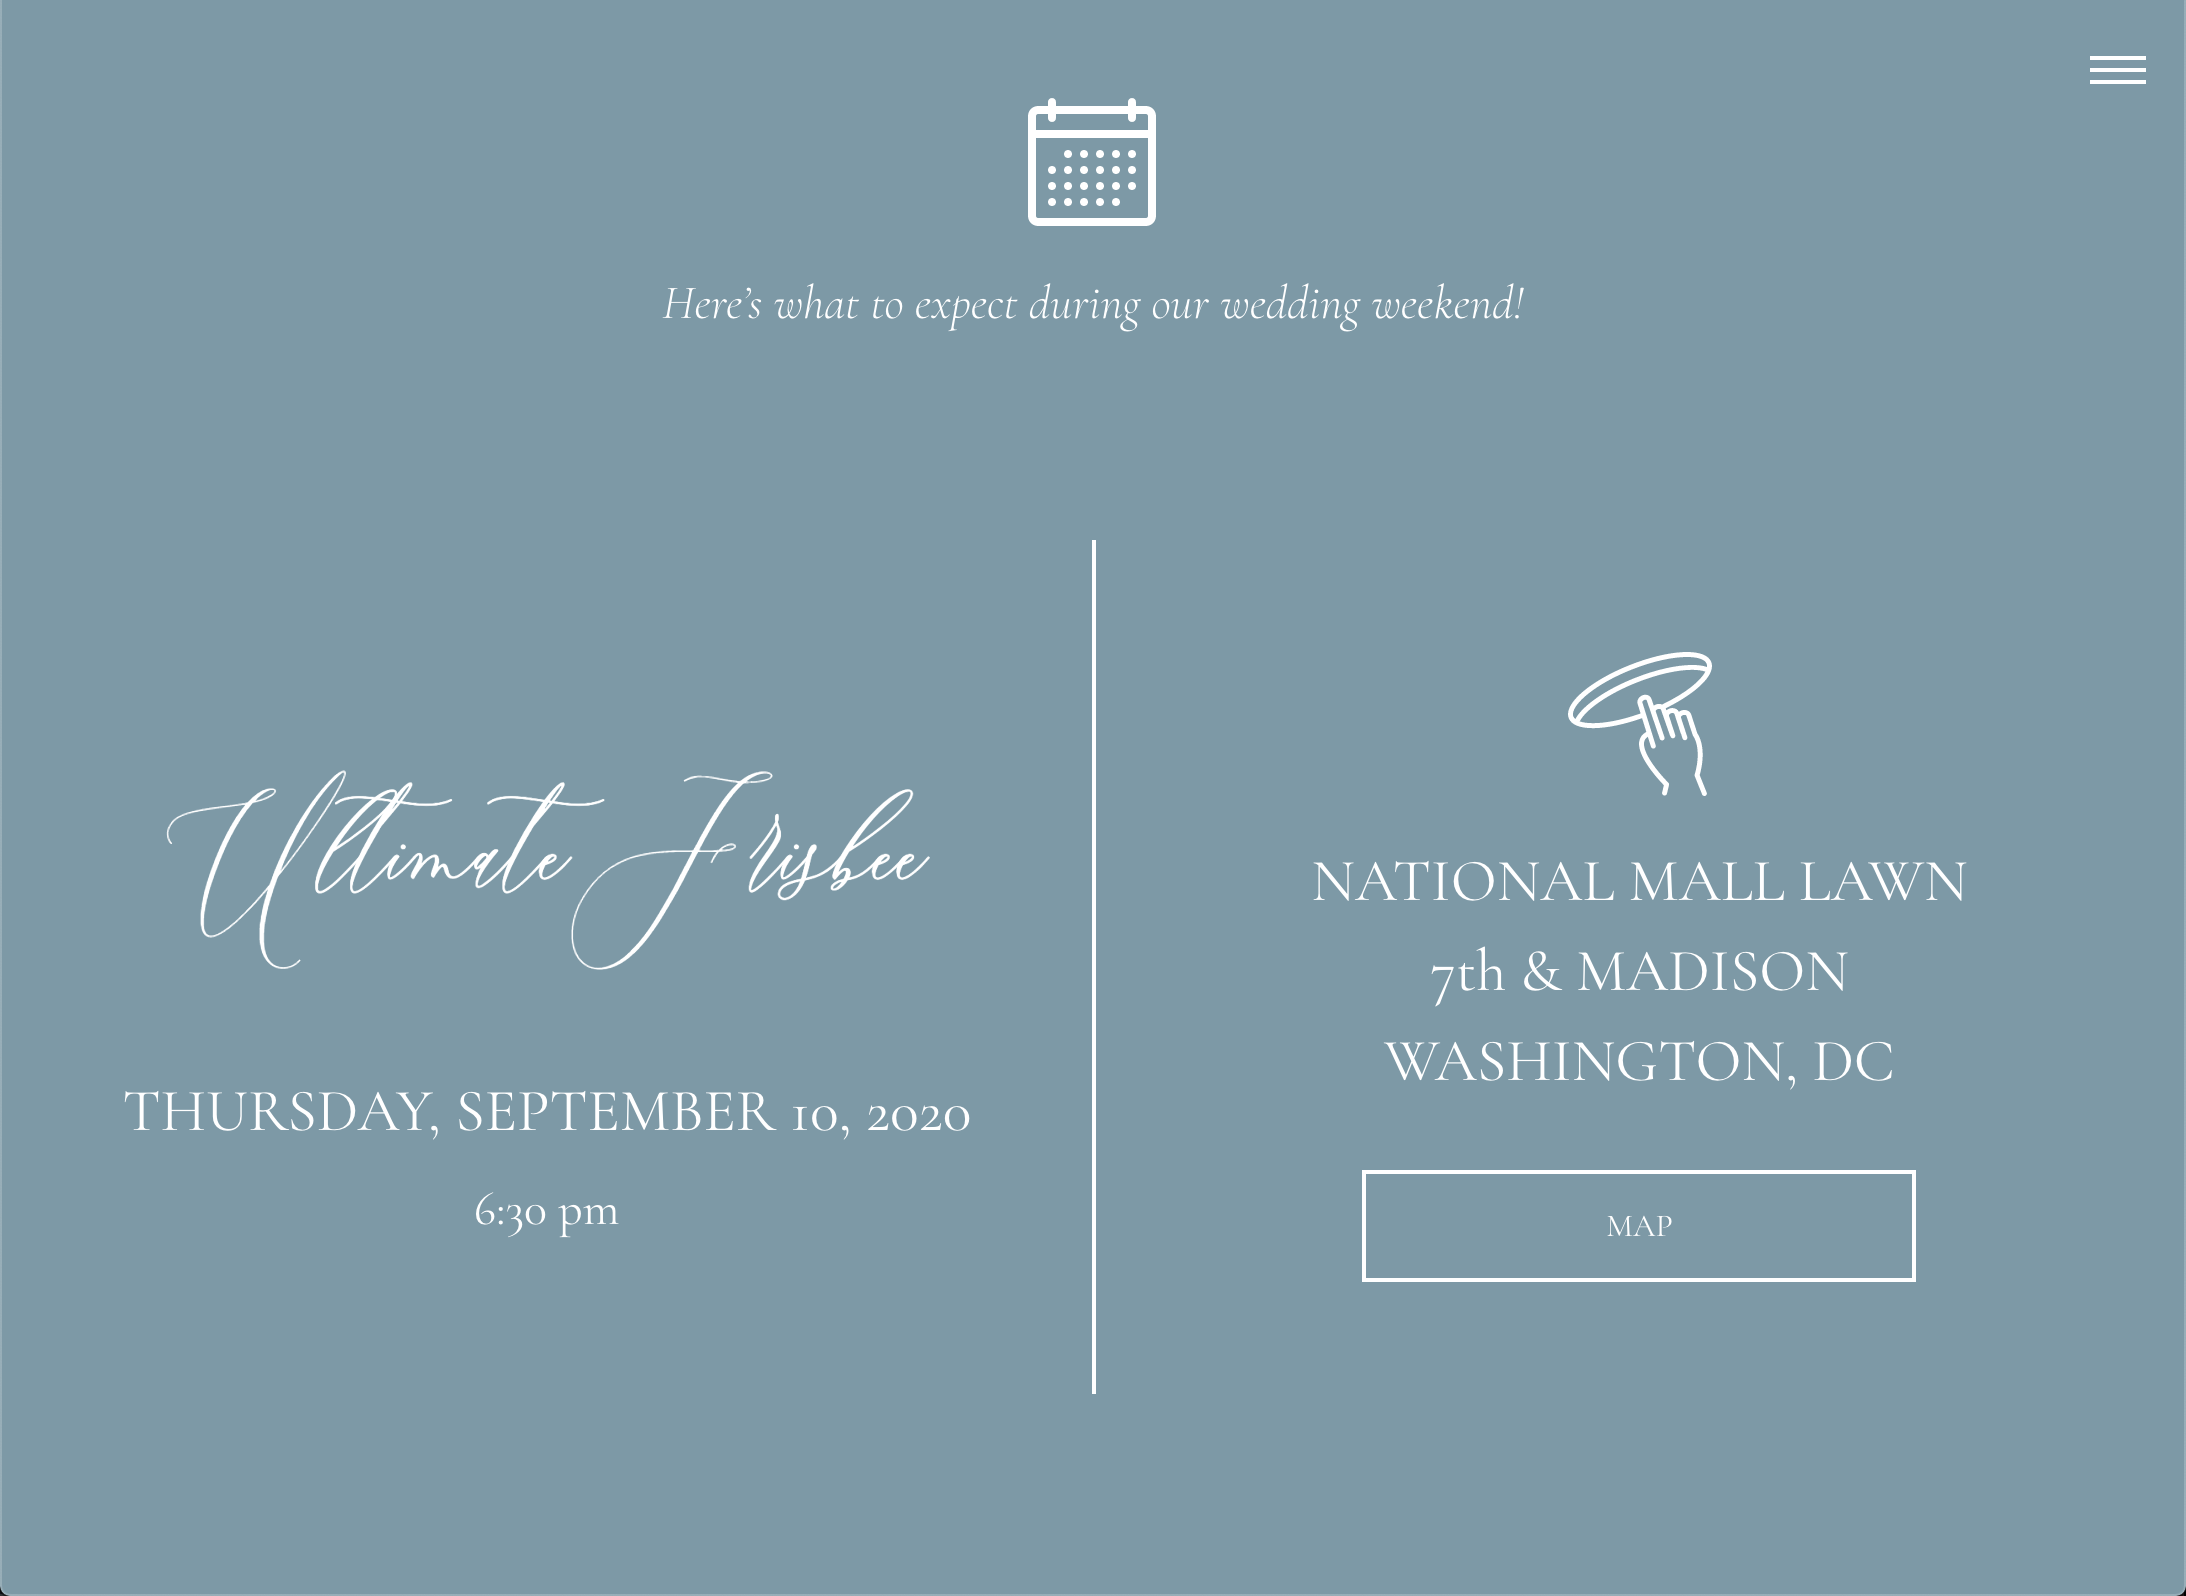 Here’s what to expect during our wedding weekend!
Ultimate Frisbee
THURSDAY, SEPTEMBER 10, 2020
6:30 pm
NATIONAL MALL LAWN
7th & MADISON
WASHINGTON, DC
MAP